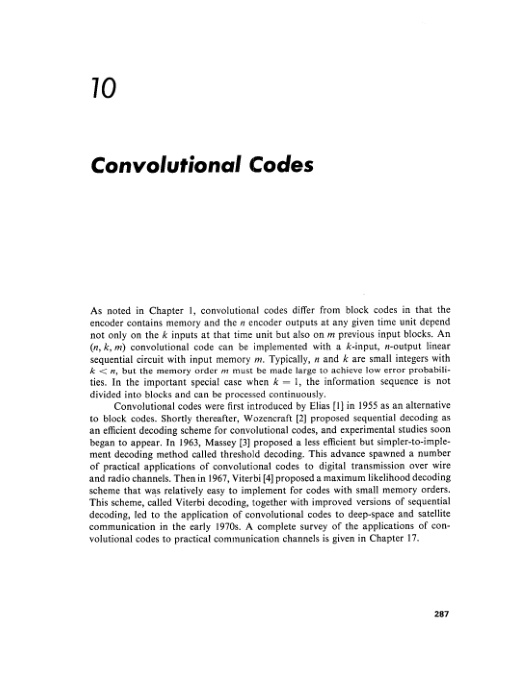 10
Convolutional Codes
As noted in Chapter 1, convolutional codes differ from block codes in that the
encoder contains memory and the n encoder outputs at any given time unit depend
not only on the k inputs at that time unit but also on m previous input blocks. An
(n, k, m) convolutional code can be implemented with a k-input, n-output linear
sequential circuit with input memory m. Typically, n and k are small integers with
k < n, but the memory order m must be made large to achieve low error probabili-
ties. In the important special case when k = 1, the information sequence is not
divided into blocks and can be processed continuously.
Convolutional codes were first introduced by Elias [1] in 1955 as an alternative
to block codes. Shortly thereafter, Wozencraft [2] proposed sequential decoding as
an efficient decoding scheme for convolutional codes, and experimental studies soon
began to appear. In 1963, Massey [3] proposed a less efficient but simpler-to-imple-
ment decoding method called threshold decoding. This advance spawned a number
of practical applications of convolutional codes to digital transmission over wire
and radio channels. Then in 1967, Viterbi [4] proposed a maximum likelihood decoding
scheme that was relatively easy to implement for codes with small memory orders.
This scheme, called Viterbi decoding, together with improved versions of sequential
decoding, led to the application of convolutional codes to deep-space and satellite
communication in the early 1970s. A complete survey of the applications of con-
volutional codes to practical communication channels is given in Chapter 17.
287